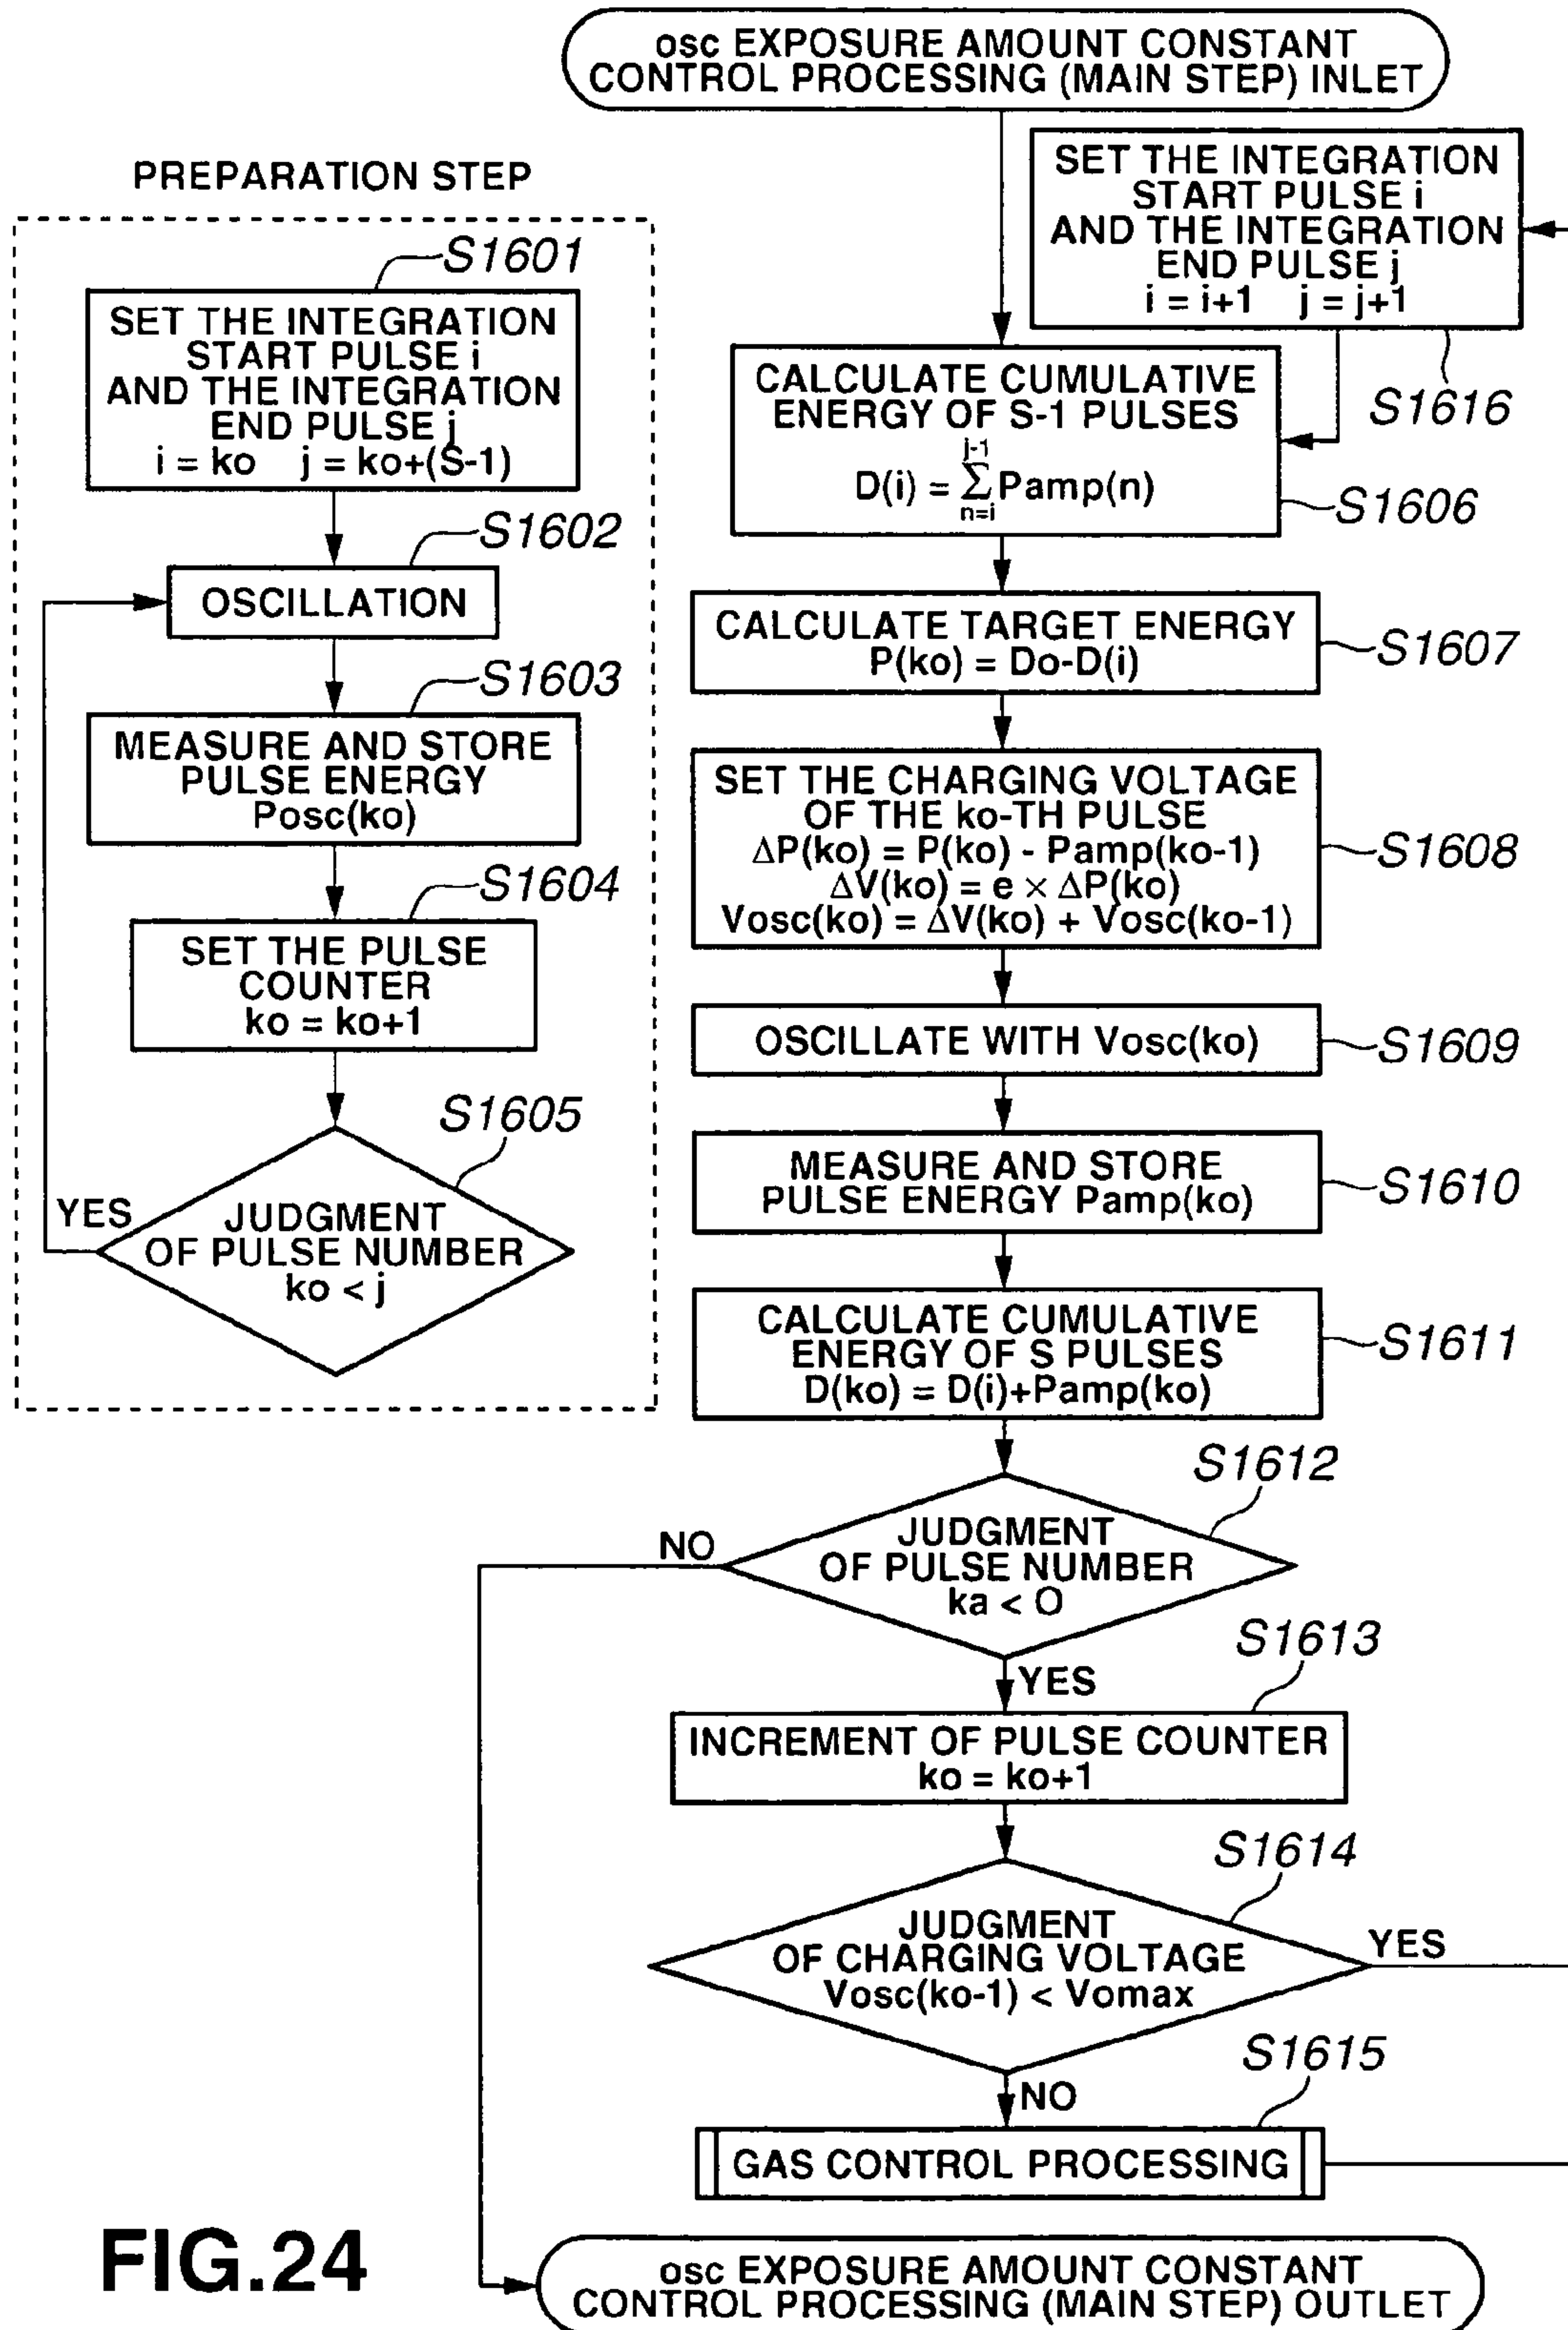 osc EXPOSURE AMOUNT CONSTANT
CONTROL PROCESSING (MAIN STEP) INLET
PREPARATION STEP
S1601
SET THE INTEGRATION
START PULSE i
AND THE INTEGRATION
END PULSE j
i = ko j = ko+(S-1)
S1602
OSCILLATION
S1603
MEASURE AND STORE
PULSE ENERGY
Posc(ko)
S1604
SET THE PULSE
COUNTER
ko = ko+1
S1605
YES
JUDGMENT
OF PULSE NUMBER
ko < j
SET THE INTEGRATION
START PULSE i
AND THE INTEGRATION
END PULSE j
i = i+1 j = j+1
S1616
CALCULATE CUMULATIVE
ENERGY OF S-1 PULSES
j-1
D(i) = Σ Pamp(n)
n=i
S1606
CALCULATE TARGET ENERGY
P(ko) = Do-D(i)
S1607
SET THE CHARGING VOLTAGE
OF THE ko-TH PULSE
ΔP(ko) = P(ko) - Pamp(ko-1)
ΔV(ko) = e × ΔP(ko)
Vosc(ko) = ΔV(ko) + Vosc(ko-1)
S1608
OSCILLATE WITH Vosc(ko)
S1609
MEASURE AND STORE
PULSE ENERGY Pamp(ko)
S1610
CALCULATE CUMULATIVE
ENERGY OF S PULSES
D(ko) = D(i)+Pamp(ko)
S1611
S1612
NO
JUDGMENT
OF PULSE NUMBER
ka < O
YES
S1613
INCREMENT OF PULSE COUNTER
ko = ko+1
S1614
JUDGMENT
OF CHARGING VOLTAGE
Vosc(ko-1) < Vomax
YES
NO
S1615
GAS CONTROL PROCESSING
FIG.24
osc EXPOSURE AMOUNT CONSTANT
CONTROL PROCESSING (MAIN STEP) OUTLET